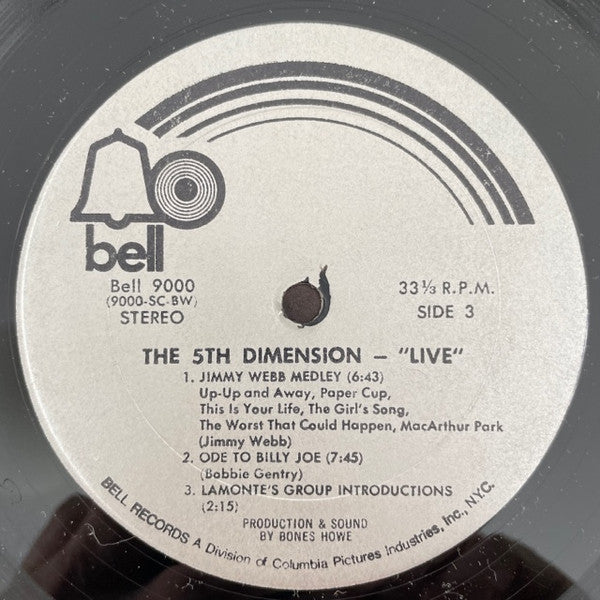 bell
Bell 9000
(9000-SC-BW)
STEREO
33⅓ R.P.M.
SIDE 3
THE 5TH DIMENSION – "LIVE"
1. JIMMY WEBB MEDLEY (6:43)
Up-Up and Away, Paper Cup,
This Is Your Life, The Girl's Song,
The Worst That Could Happen, MacArthur Park
(Jimmy Webb)
2. ODE TO BILLY JOE (7:45)
(Bobbie Gentry)
3. LAMONTE'S GROUP INTRODUCTIONS
(2:15)
PRODUCTION & SOUND
BY BONES HOWE
BELL RECORDS A Division of Columbia Pictures Industries, Inc., N.Y.C.